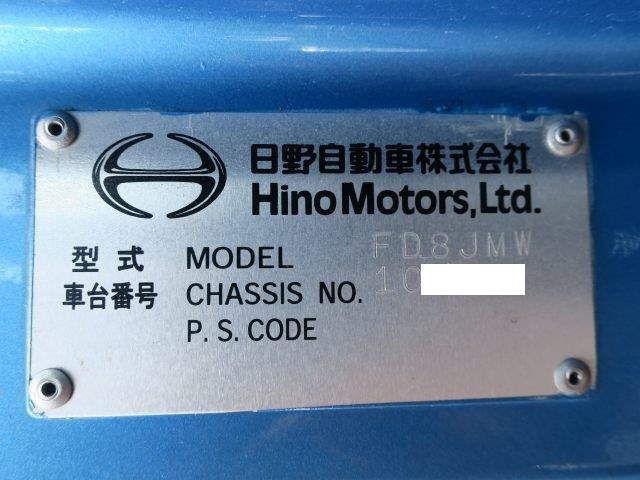 日野自動車株式会社
Hino Motors, Ltd.
型式 MODEL FD8JMW
車台番号 CHASSIS NO. 10
P. S. CODE